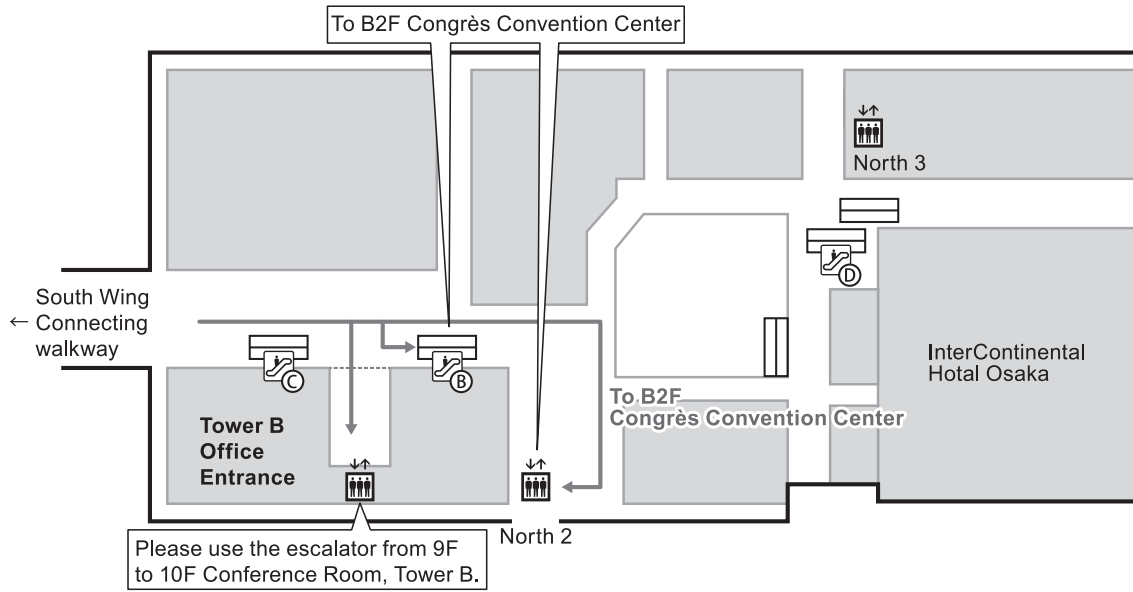 To B2F Congrès Convention Center
North 3
D
South Wing
← Connecting
walkway
C
B
InterContinental
Hotal Osaka
To B2F
Congrès Convention Center
Tower B
Office
Entrance
North 2
Please use the escalator from 9F
to 10F Conference Room, Tower B.